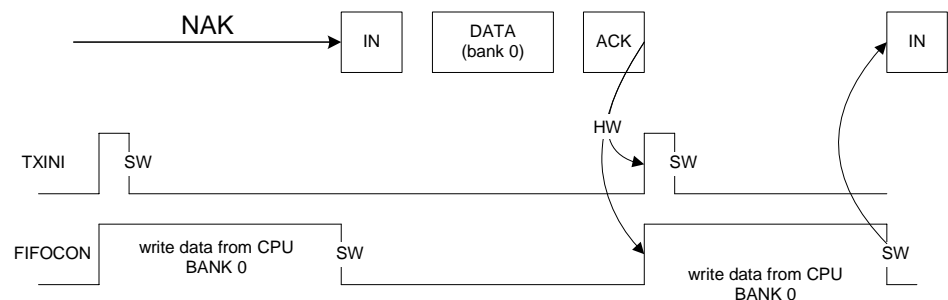 NAK
IN
DATA
(bank 0)
ACK
IN
HW
TXINI
SW
SW
FIFOCON
write data from CPU
BANK 0
SW
write data from CPU
BANK 0
SW